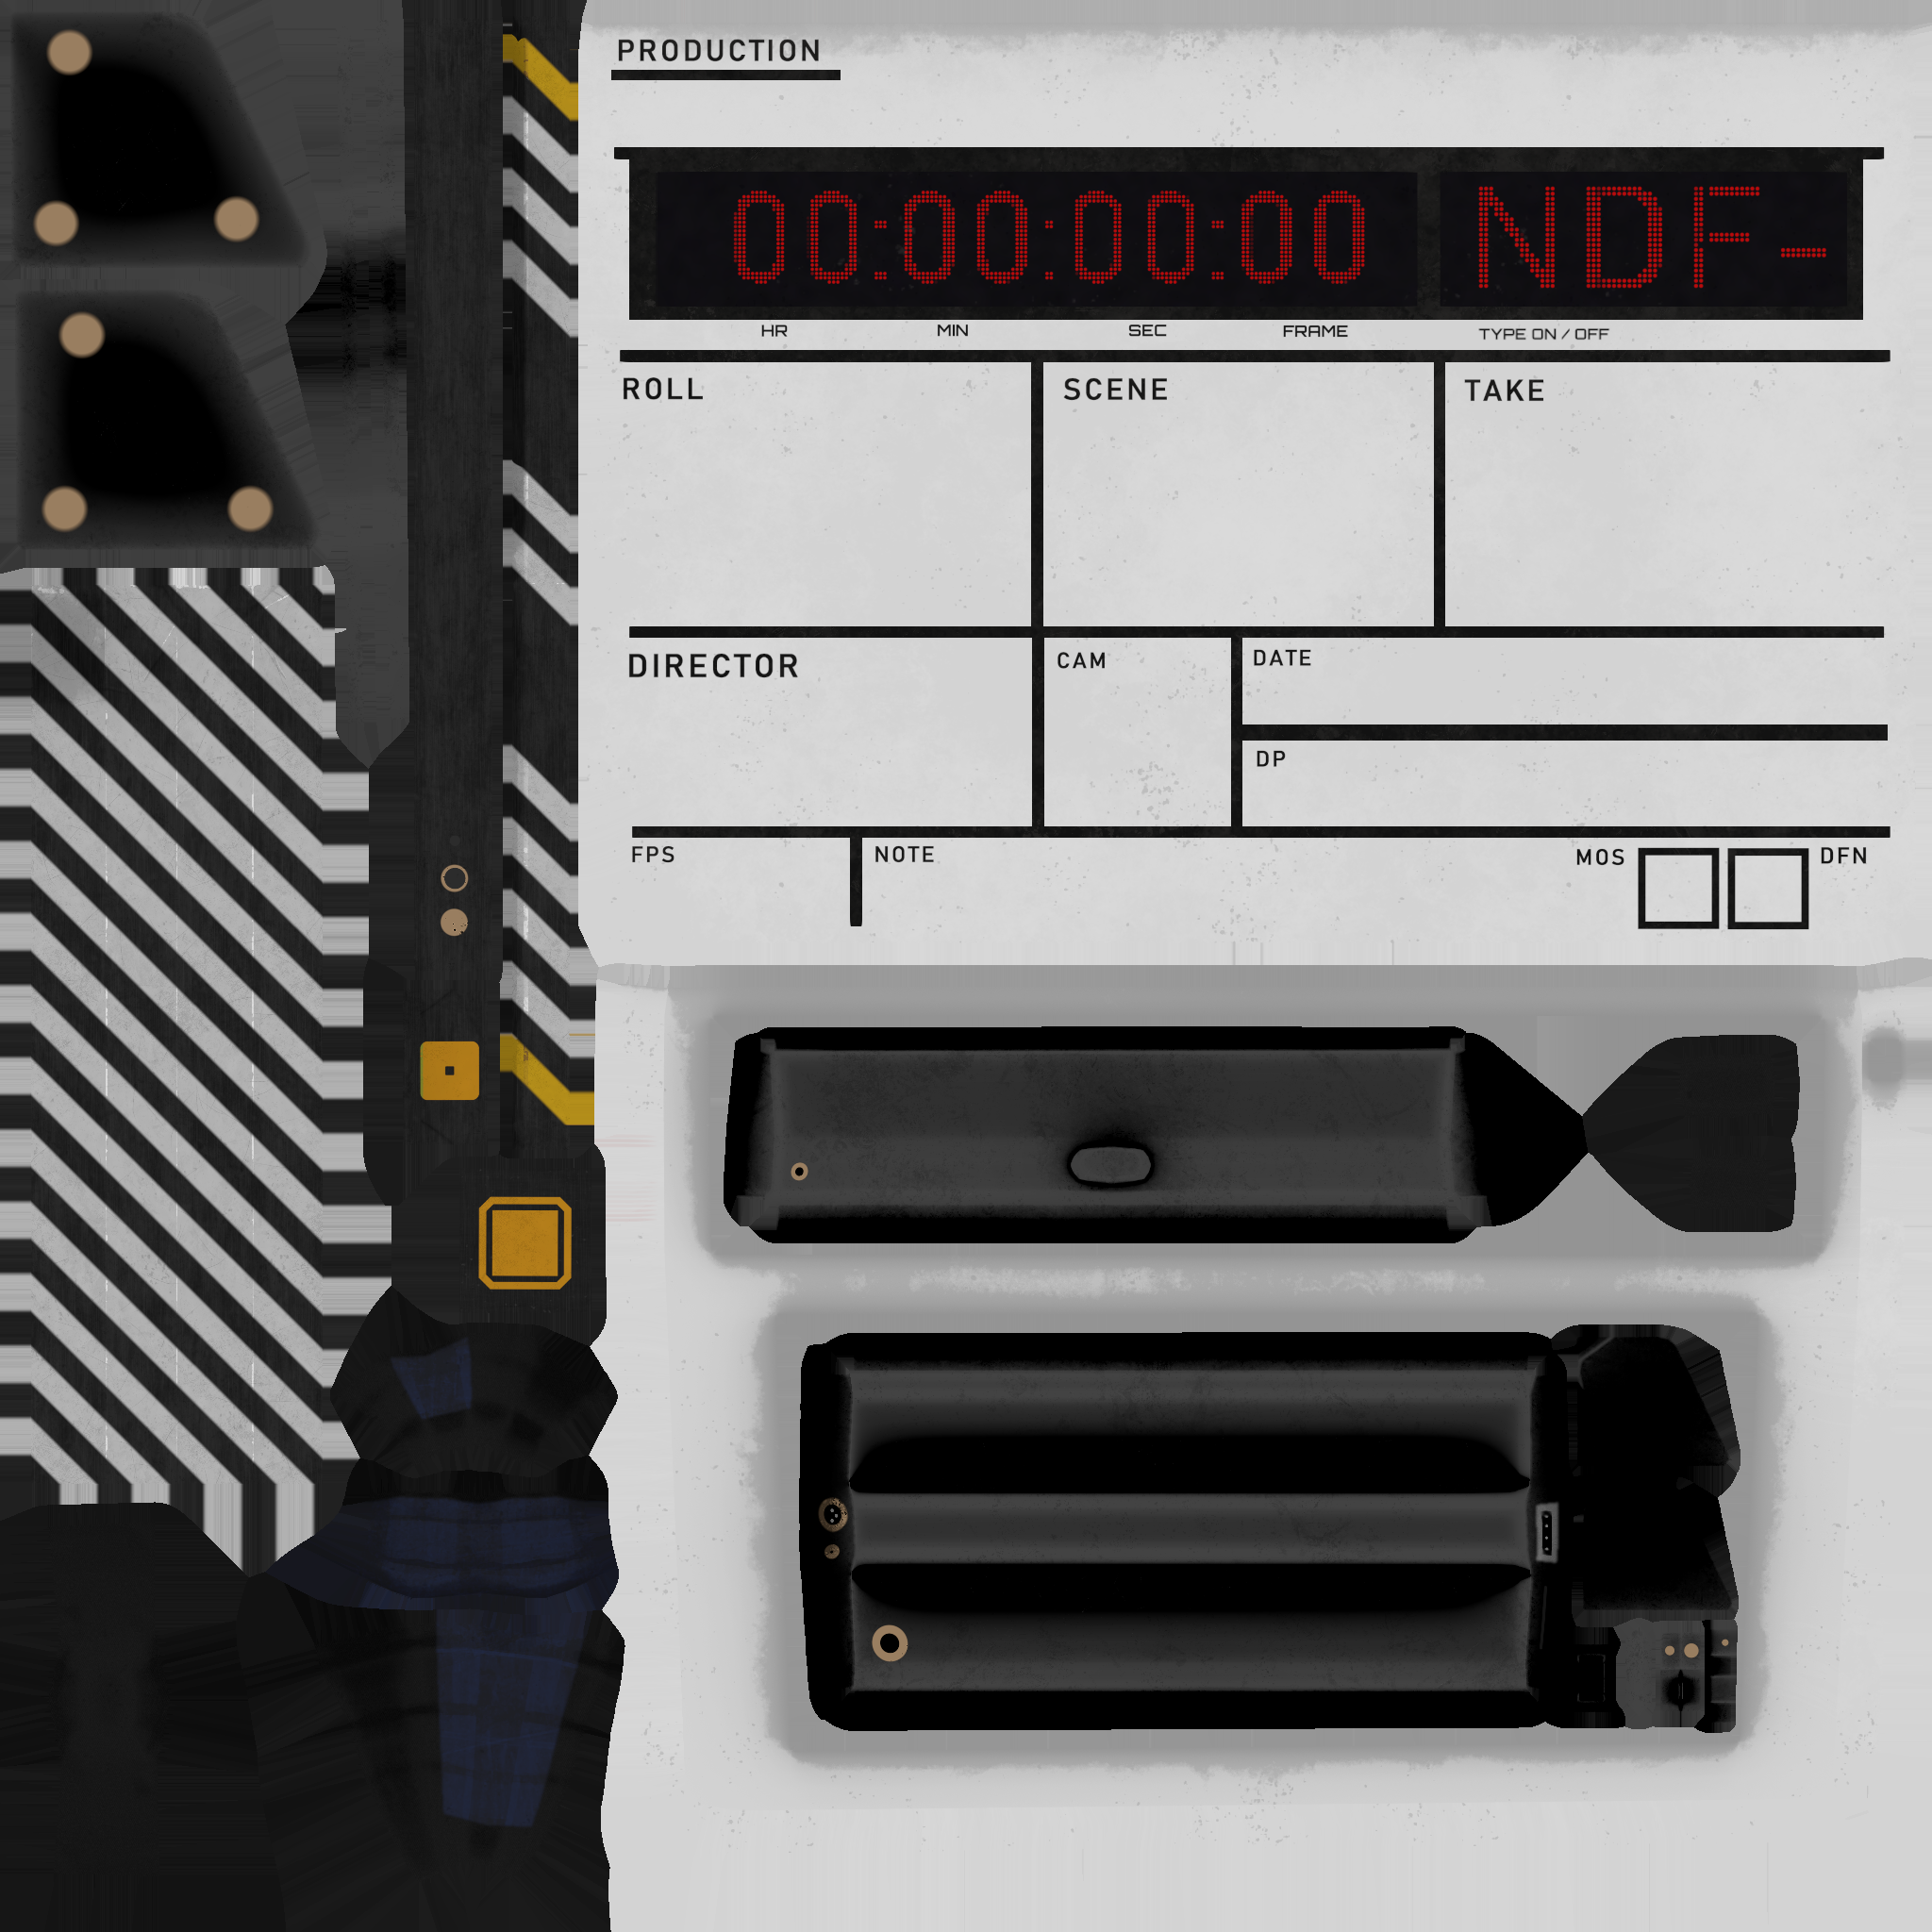 PRODUCTION
00:00:00:00 NDF-
HR MIN SEC FRAME TYPE ON / OFF
ROLL SCENE TAKE
DIRECTOR CAM DATE
DP
FPS NOTE MOS DFN